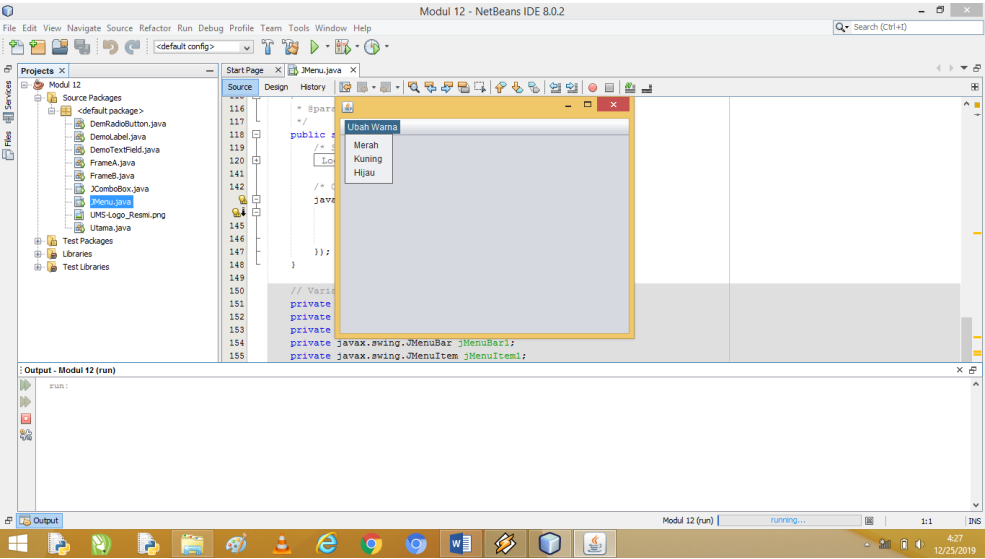 Modul 12 - NetBeans IDE 8.0.2
File Edit View Navigate Source Refactor Run Debug Profile Team Tools Window Help
Search (Ctrl+I)
<default config>
Projects
Services
Files
Modul 12
Source Packages
<default package>
DemRadioButton.java
DemoLabel.java
DemoTextField.java
FrameA.java
FrameB.java
JComboBox.java
JMenu.java
UMS-Logo_Resmi.png
Utama.java
Test Packages
Libraries
Test Libraries
Start Page JMenu.java
Source Design History
116 * @para
117 */
118 public s
119
120 Lo
141
142 /*
java
145
146
147 });
148 }
149
150 // Varia
151 private
152 private
153 private
154 private javax.swing.JMenuBar jMenuBar1;
155 private javax.swing.JMenuItem jMenuItem1;
Ubah Warna
Merah
Kuning
Hijau
Output - Modul 12 (run)
run:
Output
Modul 12 (run) running... 1:1 INS
4:27
12/25/2019